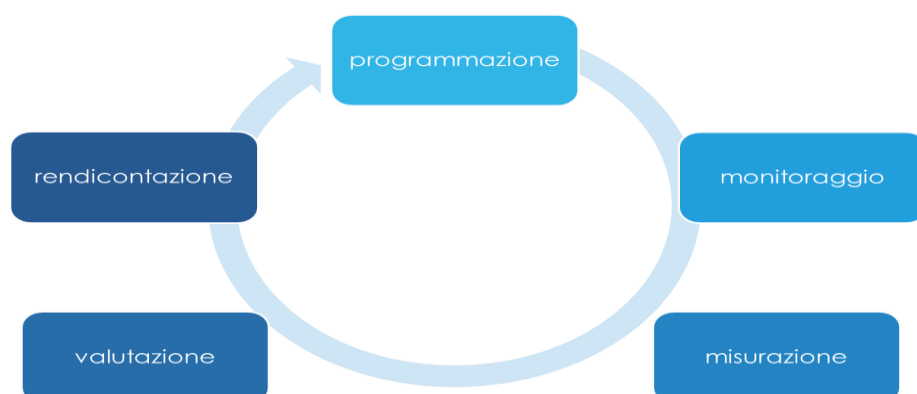 programmazione
monitoraggio
misurazione
valutazione
rendicontazione